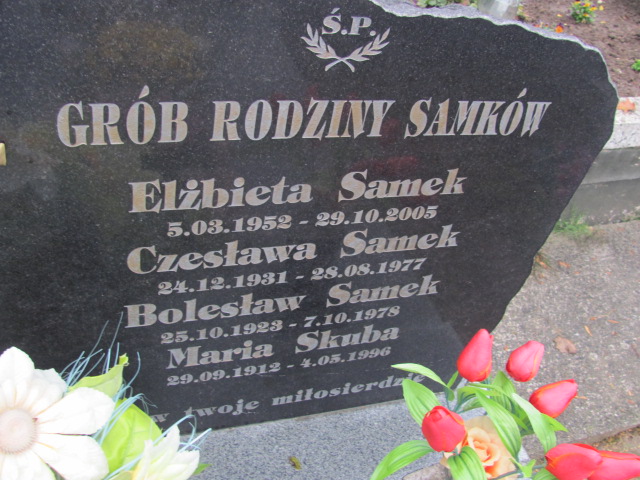 Ś.P.
GRÓB RODZINY SAMKÓW
Elżbieta Samek
5.03.1952 - 29.10.2005
Czesława Samek
24.12.1931 - 28.08.1977
Bolesław Samek
25.10.1923 - 7.10.1978
Maria Skuba
29.09.1912 - 4.05.1996
w twoje miłosierdzie